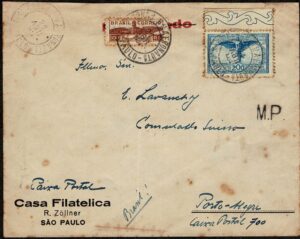 BRASIL CORREIO
Illmo. Snr.
E. Lavanchy
Consulado Suisso
M.P.
Caixa Postal
Casa Filatelica
R. Zöllner
SÃO PAULO
Brasil
Porto-Alegre
Caixa Postal 700